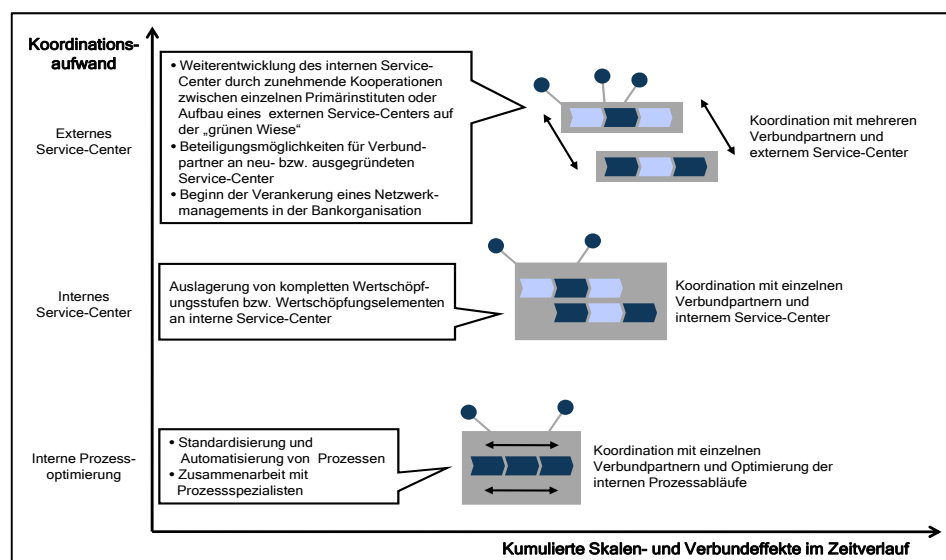 Koordinations-
aufwand
Externes
Service-Center
• Weiterentwicklung des internen Service-
Center durch zunehmende Kooperationen
zwischen einzelnen Primärinstituten oder
Aufbau eines externen Service-Centers auf
der „grünen Wiese“
• Beteiligungsmöglichkeiten für Verbund-
partner an neu- bzw. ausgegründeten
Service-Center
• Beginn der Verankerung eines Netzwerk-
managements in der Bankorganisation
Koordination mit mehreren
Verbundpartnern und
externem Service-Center
Internes
Service-Center
Auslagerung von kompletten Wertschöpf-
ungsstufen bzw. Wertschöpfungselementen
an interne Service-Center
Koordination mit einzelnen
Verbundpartnern und
internem Service-Center
Interne Prozess-
optimierung
• Standardisierung und
Automatisierung von Prozessen
• Zusammenarbeit mit
Prozessspezialisten
Koordination mit einzelnen
Verbundpartnern und Optimierung der
internen Prozessabläufe
Kumulierte Skalen- und Verbundeffekte im Zeitverlauf